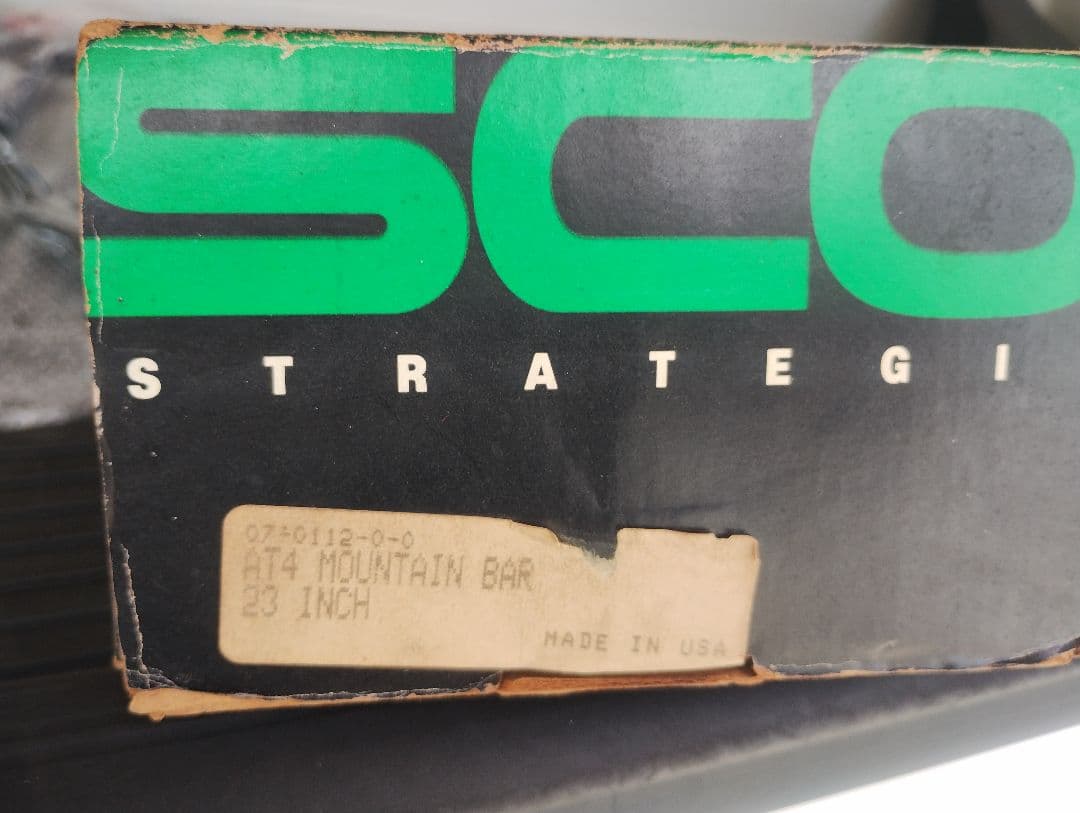 SCO
STRATEGI
07-0112-0-0
AT4 MOUNTAIN BAR
23 INCH
MADE IN USA